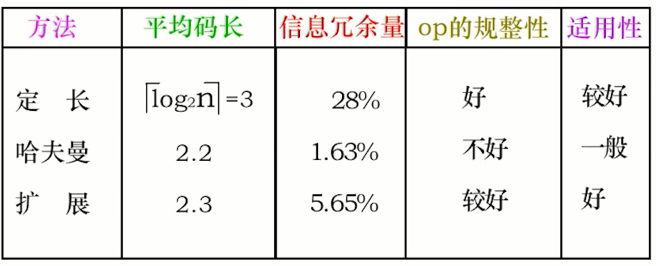 方法 平均码长 信息冗余量 op的规整性 适用性
定 长 ⌈log₂n⌉=3 28% 好 较好
哈夫曼 2.2 1.63% 不好 一般
扩 展 2.3 5.65% 较好 好